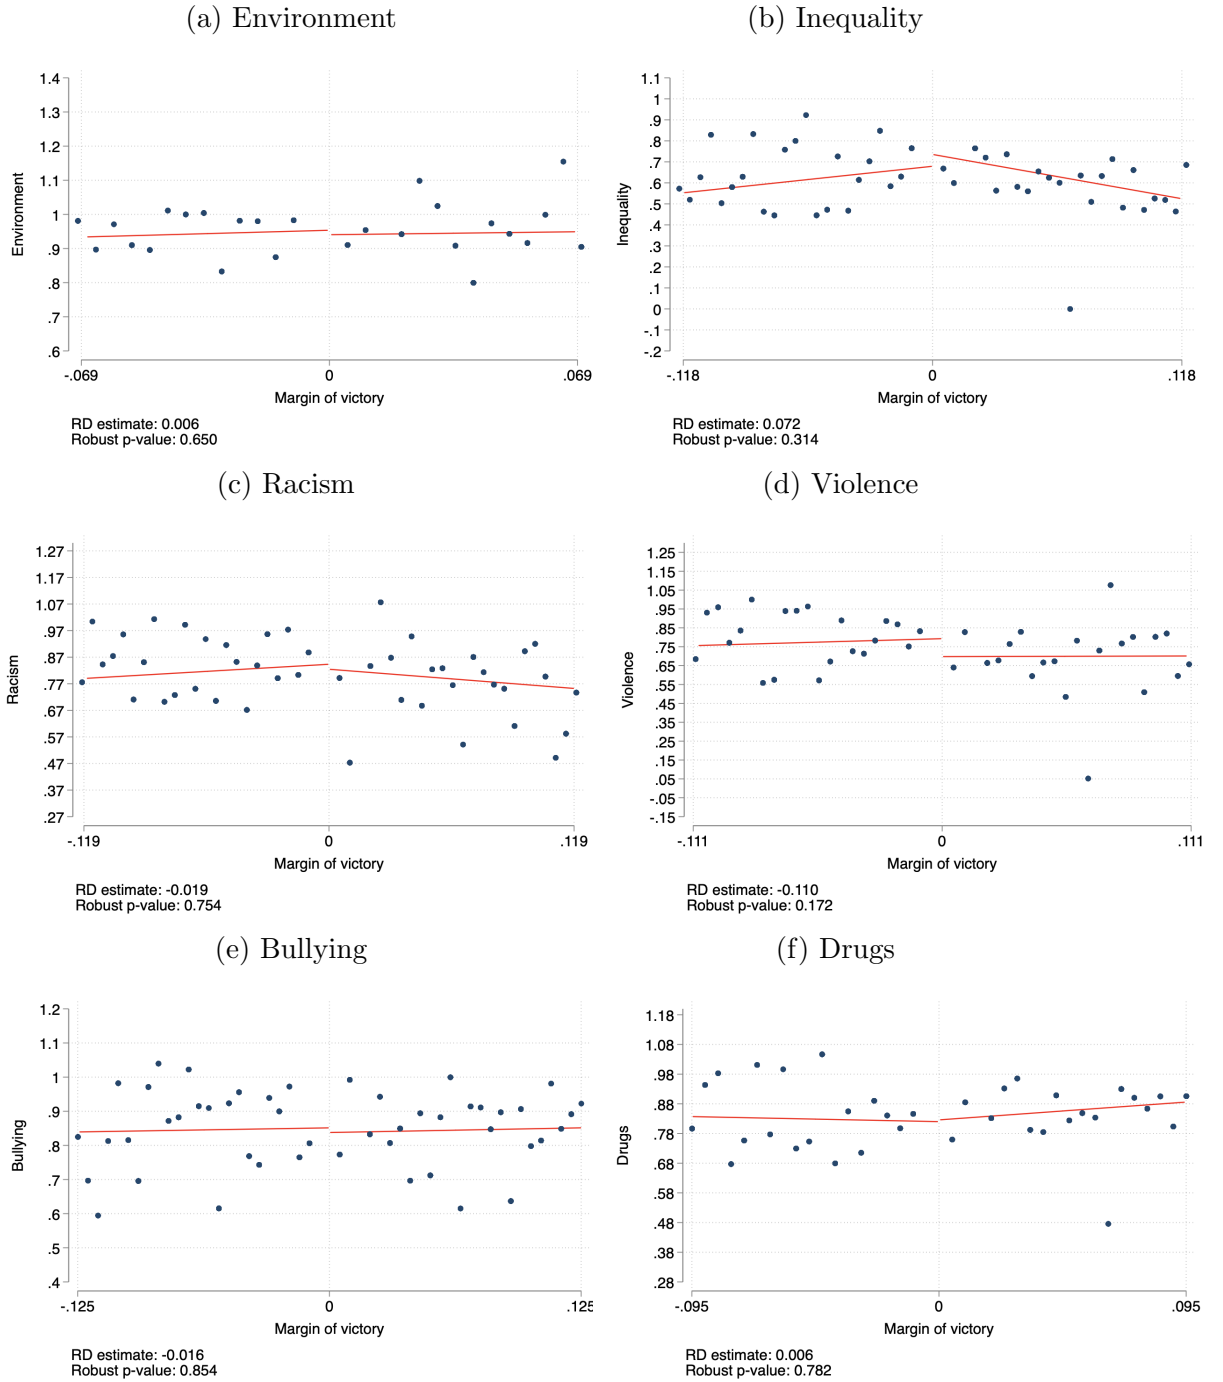 (a) Environment
1.4
1.3
1.2
1.1
1
.9
.8
.7
.6
Environment
-.069
0
.069
Margin of victory
RD estimate: 0.006
Robust p-value: 0.650
(b) Inequality
1.1
1
.9
.8
.7
.6
.5
.4
.3
.2
.1
0
-.1
-.2
Inequality
-.118
0
.118
Margin of victory
RD estimate: 0.072
Robust p-value: 0.314
(c) Racism
1.27
1.17
1.07
.97
.87
.77
.67
.57
.47
.37
.27
Racism
-.119
0
.119
Margin of victory
RD estimate: -0.019
Robust p-value: 0.754
(d) Violence
1.25
1.15
1.05
.95
.85
.75
.65
.55
.45
.35
.25
.15
.05
-.05
-.15
Violence
-.111
0
.111
Margin of victory
RD estimate: -0.110
Robust p-value: 0.172
(e) Bullying
1.2
1.1
1
.9
.8
.7
.6
.5
.4
Bullying
-.125
0
.125
Margin of victory
RD estimate: -0.016
Robust p-value: 0.854
(f) Drugs
1.18
1.08
.98
.88
.78
.68
.58
.48
.38
.28
Drugs
-.095
0
.095
Margin of victory
RD estimate: 0.006
Robust p-value: 0.782